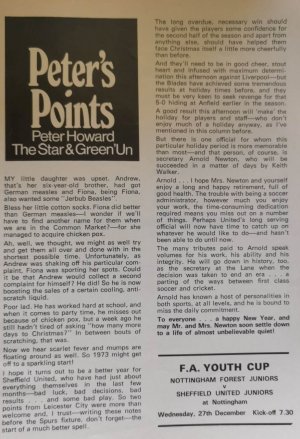 Peter's
Points
Peter Howard
The Star & Green'Un
MY little daughter was upset. Andrew,
that's her six-year-old brother, had got
German measles and Fiona, being Fiona,
also wanted some "Jerbub Beasles".
Bless her little cotton socks. Fiona did better
than German measles—I wonder if we'll
have to find another name for them when
we are in the Common Market?—for she
managed to acquire chicken pox.
Ah, well, we thought, we might as well try
and get them all over and done with in the
shortest possible time. Unfortunately, as
Andrew was shaking off his particular com-
plaint, Fiona was sporting her spots. Could
it be that Andrew would collect a second
complaint for himself? He did! So he is now
boosting the sales of a certain cooling, anti-
scratch liquid.
Poor lad. He has worked hard at school, and
when it comes to party time, he misses out
because of chicken pox, but a week ago he
still hadn't tired of asking "how many more
days to Christmas?" In between bouts of
scratching, that was.
Now we hear scarlet fever and mumps are
floating around as well. So 1973 might get
off to a sparkling start!
I hope it turns out to be a better year for
Sheffield United, who have had just about
everything themselves in the last few
months—bad luck, bad decisions, bad
results . . . and some bad play. So two
points from Leicester City were more than
welcome and, I trust—writing these notes
before the Spurs fixture, don't forget—the
start of a much better spell.
The long overdue, necessary win should
have given the players some confidence for
the second half of the season and apart from
anything else, should have helped them
face Christmas itself a little more cheerfully
than before.
And they'll need to be in good cheer, stout
heart and infused with maximum determi-
nation this afternoon against Liverpool—but
the Blades have achieved some tremendous
results at holiday times before, and they
must be very keen to seek revenge for that
5-0 hiding at Anfield earlier in the season.
A good result this afternoon will 'make' the
holiday for players and staff—who don't
enjoy much of a holiday anyway, as I've
mentioned in this column before.
But there is one official for whom this
particular holiday period is more memorable
than most—and that person, of course, is
secretary Arnold Newton, who will be
succeeded in a matter of days by Keith
Walker.
Arnold . . . I hope Mrs. Newton and yourself
enjoy a long and happy retirement, full of
good health. The trouble with being a soccer
administrator, however much you enjoy
your work, the time-consuming dedication
required means you miss out on a number
of things. Perhaps United's long serving
official will now have time to catch up on
whatever he would like to do—and hasn't
been able to do until now.
The many tributes paid to Arnold speak
volumes for his work, his ability and his
integrity. He will go down in history, too,
as the secretary at the Lane when the
decision was taken to end an era . . . a
parting of the ways between first class
soccer and cricket.
Arnold has known a host of personalities in
both sports, at all levels, and he is bound to
miss the daily commitment.
To everyone . . . a happy New Year, and
may Mr. and Mrs. Newton soon settle down
to a life of almost unbelievable quiet!
F.A. YOUTH CUP
NOTTINGHAM FOREST JUNIORS
v
SHEFFIELD UNITED JUNIORS
at Nottingham
Wednesday, 27th December Kick-off 7.30